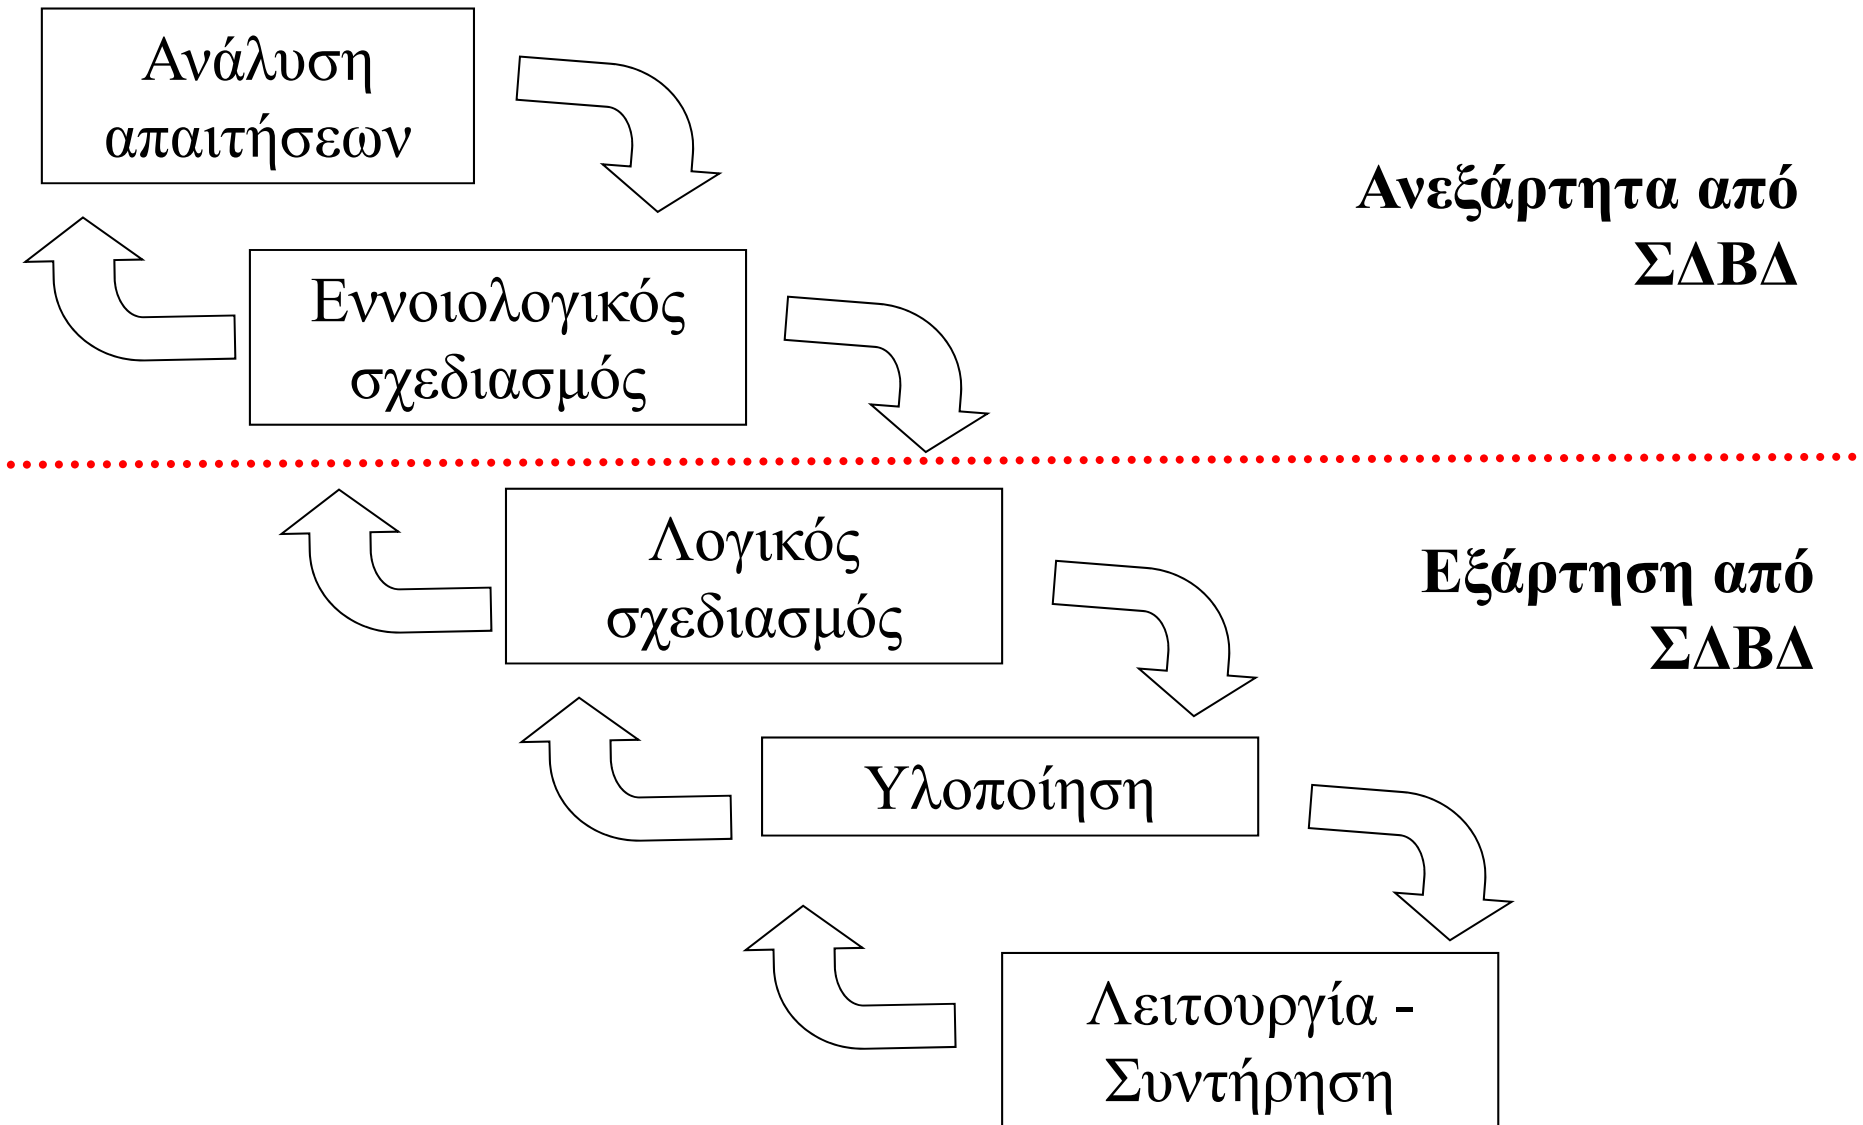 Ανάλυση
απαιτήσεων
Ανεξάρτητα από
ΣΔΒΔ
Εννοιολογικός
σχεδιασμός
Λογικός
σχεδιασμός
Εξάρτηση από
ΣΔΒΔ
Υλοποίηση
Λειτουργία -
Συντήρηση